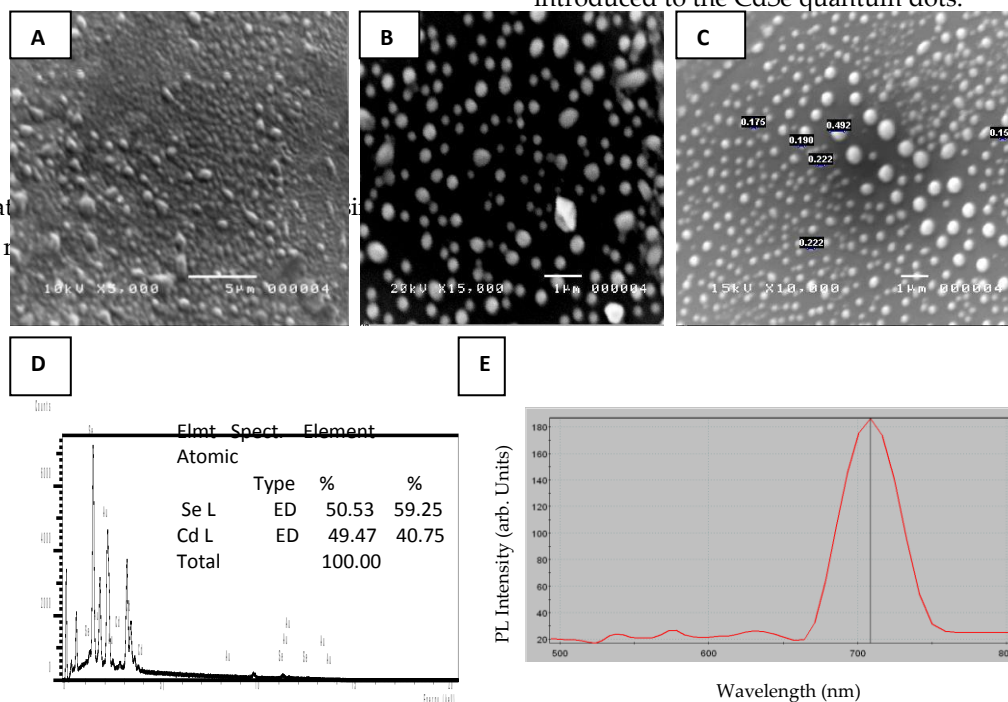 introduced to the CdSe quantum dots.
A
B
C
0.175
0.190
0.492
0.222
0.222
10kV X5,000 5µm 000004
20kV X15,000 1µm 000004
15kV X10,000 1µm 000004
D
E
Counts
Elmt Spect. Element
Atomic
Type % %
Se L ED 50.53 59.25
Cd L ED 49.47 40.75
Total 100.00
PL Intensity (arb. Units)
180
160
140
120
100
80
60
40
20
500
600
700
Wavelength (nm)